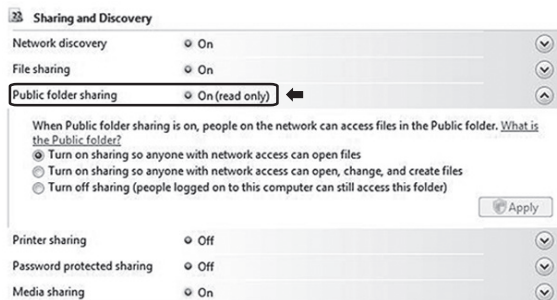 Sharing and Discovery
Network discovery On
File sharing On
Public folder sharing On (read only)
When Public folder sharing is on, people on the network can access files in the Public folder. What is
the Public folder?
Turn on sharing so anyone with network access can open files
Turn on sharing so anyone with network access can open, change, and create files
Turn off sharing (people logged on to this computer can still access this folder)
Apply
Printer sharing Off
Password protected sharing Off
Media sharing On